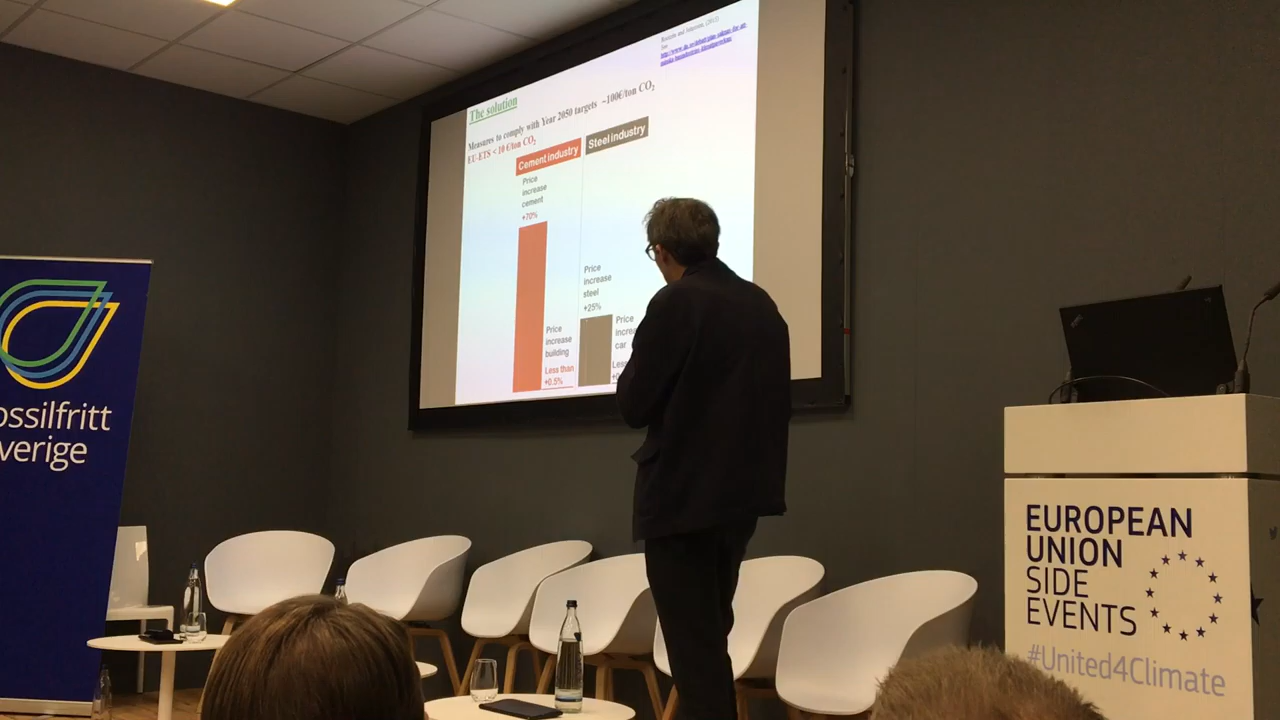 The solution
Measures to comply with Year 2050 targets ~100€/ton CO2
EU-ETS < 10 €/ton CO2
Cement industry
Steel industry
Price
increase
cement
+70%
Price
increase
building
Less than
+0.5%
Price
increase
steel
+25%
Price
car
ossilfritt
verige
EUROPEAN
UNION
SIDE
EVENTS
#United4Climate